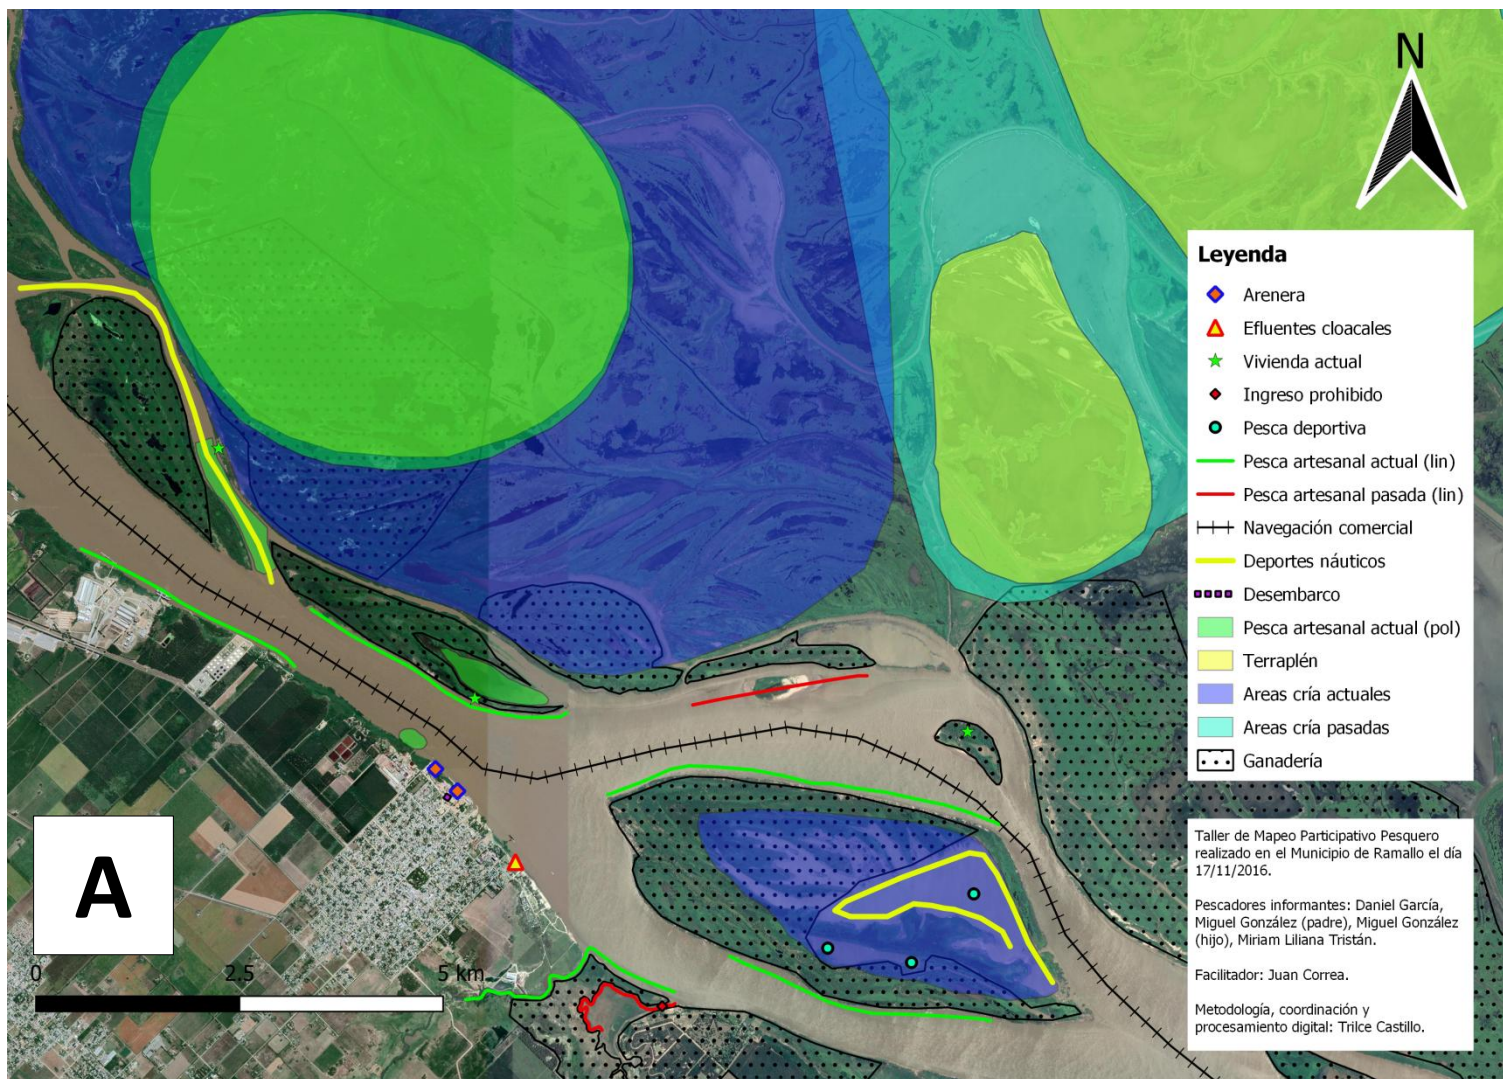 N
Leyenda
Arenera
Efluentes cloacales
Vivienda actual
Ingreso prohibido
Pesca deportiva
Pesca artesanal actual (lin)
Pesca artesanal pasada (lin)
Navegación comercial
Deportes náuticos
Desembarco
Pesca artesanal actual (pol)
Terraplén
Areas cría actuales
Areas cría pasadas
Ganadería
Taller de Mapeo Participativo Pesquero
realizado en el Municipio de Ramallo el día
17/11/2016.
Pescadores informantes: Daniel García,
Miguel González (padre), Miguel González
(hijo), Miriam Liliana Tristán.
Facilitador: Juan Correa.
Metodología, coordinación y
procesamiento digital: Trilce Castillo.
A
0 2.5 5 km